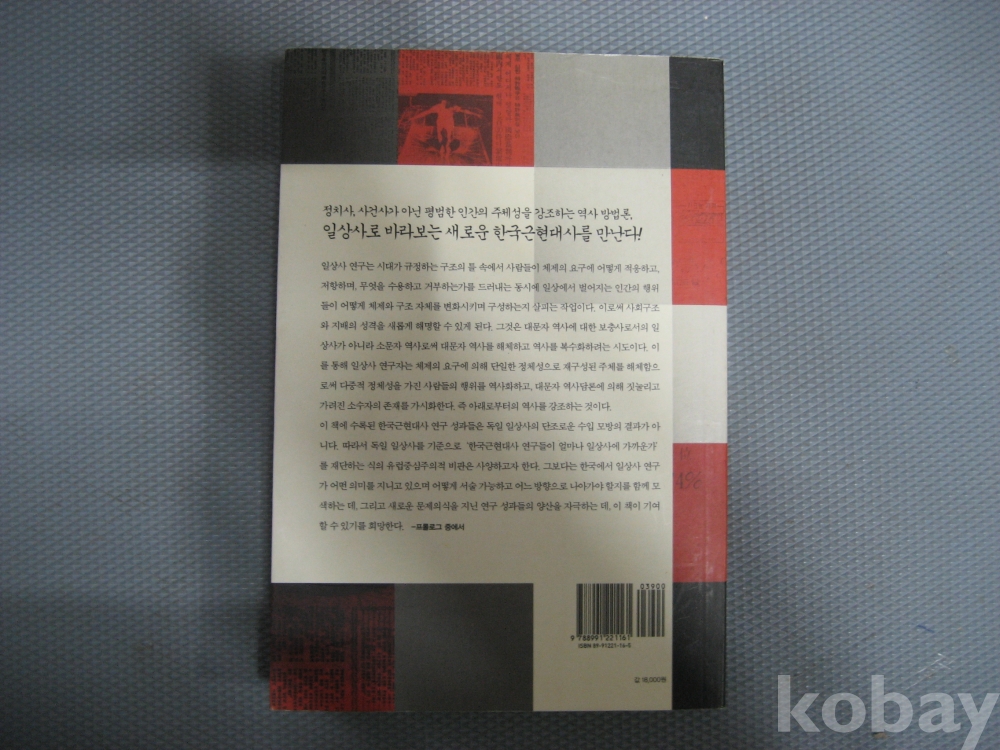 정치사, 사건사가 아닌 평범한 인간의 주체성을 강조하는 역사 방법론,
일상사로 바라보는 새로운 한국근현대사를 만난다!
일상사 연구는 시대가 규정하는 구조의 틀 속에서 사람들이 체제의 요구에 어떻게 적응하고,
저항하며, 무엇을 수용하고 거부하는가를 드러내는 동시에 일상에서 벌어지는 인간의 행위
들이 어떻게 체제와 구조 자체를 변화시키며 구성하는지 살피는 작업이다. 이로써 사회구조
와 지배의 성격을 새롭게 해명할 수 있게 된다. 그것은 대문자 역사에 대한 보충사로서의 일
상사가 아니라 소문자 역사로써 대문자 역사를 해체하고 역사를 복수화하려는 시도이다. 이
를 통해 일상사 연구자는 체제의 요구에 의해 단일한 정체성으로 재구성된 주체를 해체함으
로써 다중적 정체성을 가진 사람들의 행위를 역사화하고, 대문자 역사담론에 의해 짓눌리고
가려진 소수자의 존재를 가시화한다. 즉 아래로부터의 역사를 강조하는 것이다.
이 책에 수록된 한국근현대사 연구 성과들은 독일 일상사의 단조로운 수입 모방의 결과가 아
니다. 따라서 독일 일상사를 기준으로 '한국근현대사 연구들이 얼마나 일상사에 가까운가'
를 재단하는 식의 유럽중심주의적 비판은 사양하고자 한다. 그보다는 한국에서 일상사 연구
가 어떤 의미를 지니고 있으며 어떻게 서술 가능하고 어느 방향으로 나아가야 할지를 함께 모
색하는 데, 그리고 새로운 문제의식을 지닌 연구 성과들의 양산을 자극하는 데, 이 책이 기여
할 수 있기를 희망한다. -프롤로그 중에서
03900
9 788991 221161
ISBN 89-91221-16-5
값 18,000원
kobay